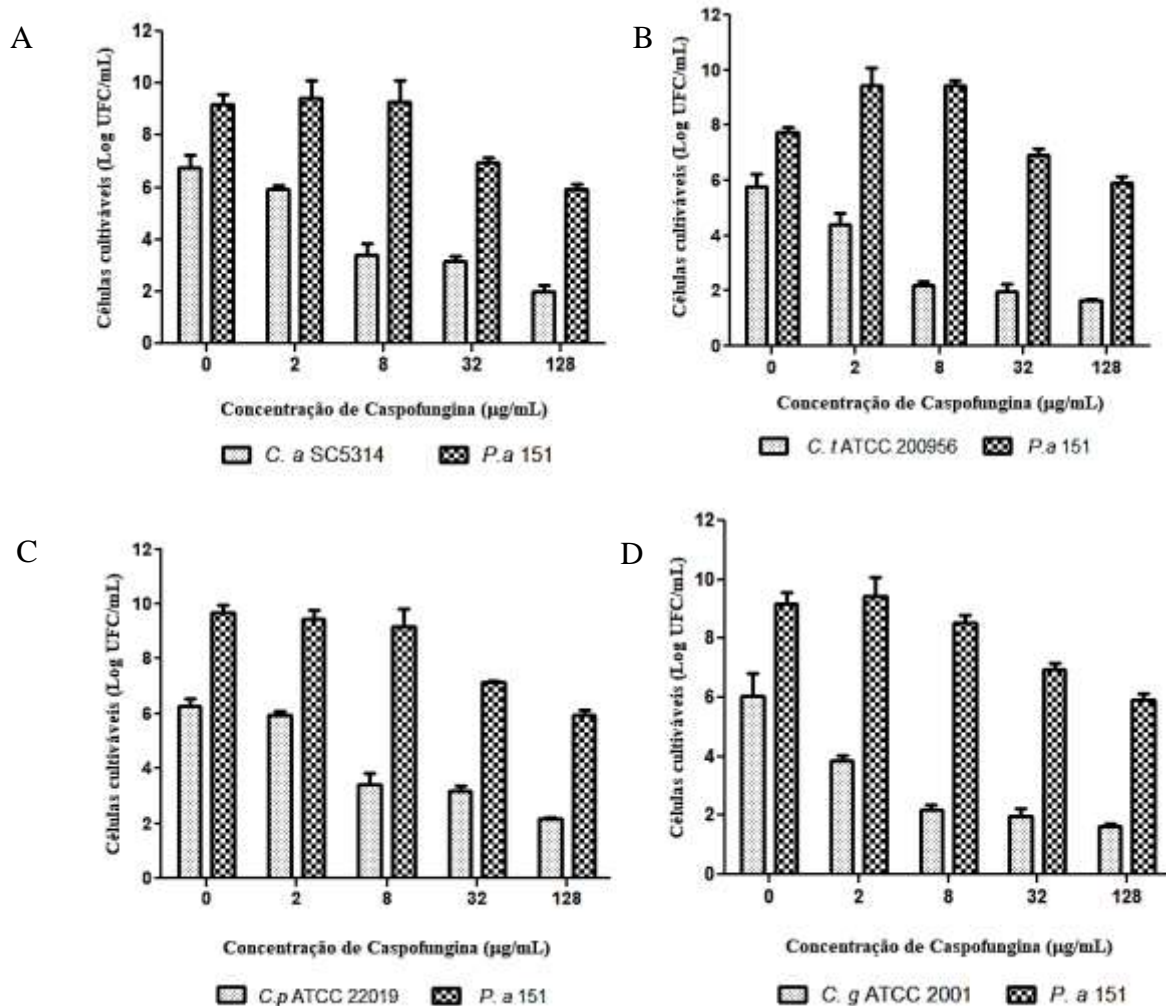 A
Células cultiváveis (Log UFC/mL)
12
10
8
6
4
2
0
0 2 8 32 128
Concentração de Caspofungina (µg/mL)
C. a SC5314 P.a 151
B
Células cultiváveis (Log UFC/mL)
12
10
8
6
4
2
0
0 2 8 32 128
Concentração de Caspofungina (µg/mL)
C. t ATCC 200956 P.a 151
C
Células cultiváveis (Log UFC/mL)
12
10
8
6
4
2
0
0 2 8 32 128
Concentração de Caspofungina (µg/mL)
C.p ATCC 22019 P. a 151
D
Células cultiváveis (Log UFC/mL)
12
10
8
6
4
2
0
0 2 8 32 128
Concentração de Caspofungina (µg/mL)
C. g ATCC 2001 P. a 151